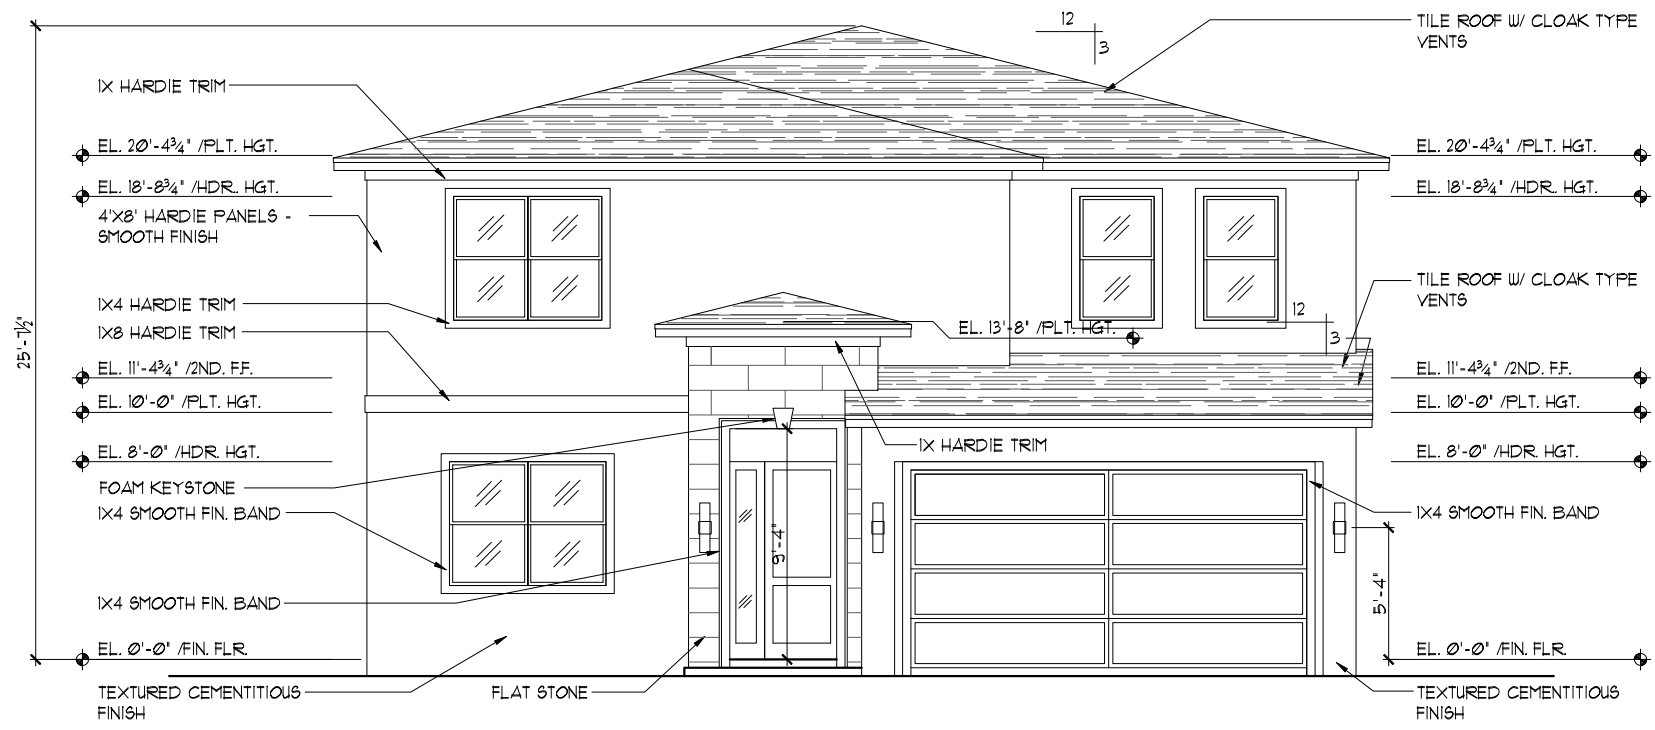 12
3
TILE ROOF W/ CLOAK TYPE
VENTS
1X HARDIE TRIM
EL. 20'-4¾" /PLT. HGT.
EL. 20'-4¾" /PLT. HGT.
EL. 18'-8¾" /HDR. HGT.
EL. 18'-8¾" /HDR. HGT.
4'X8' HARDIE PANELS -
SMOOTH FINISH
TILE ROOF W/ CLOAK TYPE
VENTS
1X4 HARDIE TRIM
12
3
EL. 13'-8" /PLT. HGT.
1X8 HARDIE TRIM
25'-7½"
EL. 11'-4¾" /2ND. F.F.
EL. 11'-4¾" /2ND. F.F.
EL. 10'-0" /PLT. HGT.
EL. 10'-0" /PLT. HGT.
1X HARDIE TRIM
EL. 8'-0" /HDR. HGT.
EL. 8'-0" /HDR. HGT.
FOAM KEYSTONE
1X4 SMOOTH FIN. BAND
1X4 SMOOTH FIN. BAND
9'-4"
5'-4"
1X4 SMOOTH FIN. BAND
EL. 0'-0" /FIN. FLR.
EL. 0'-0" /FIN. FLR.
TEXTURED CEMENTITIOUS
FINISH
FLAT STONE
TEXTURED CEMENTITIOUS
FINISH